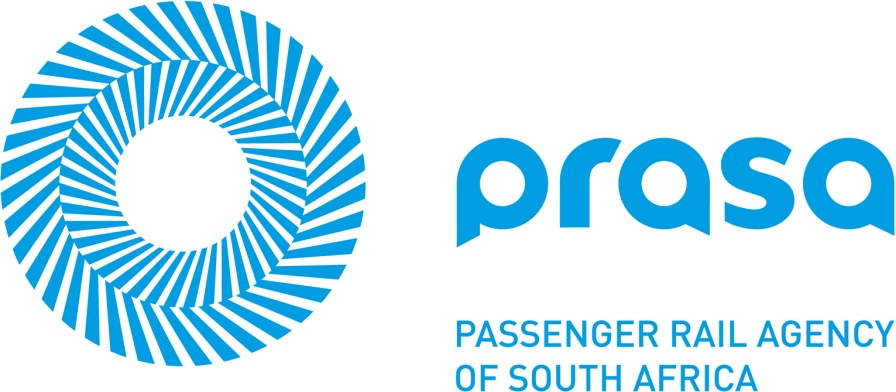 prasa
PASSENGER RAIL AGENCY
OF SOUTH AFRICA